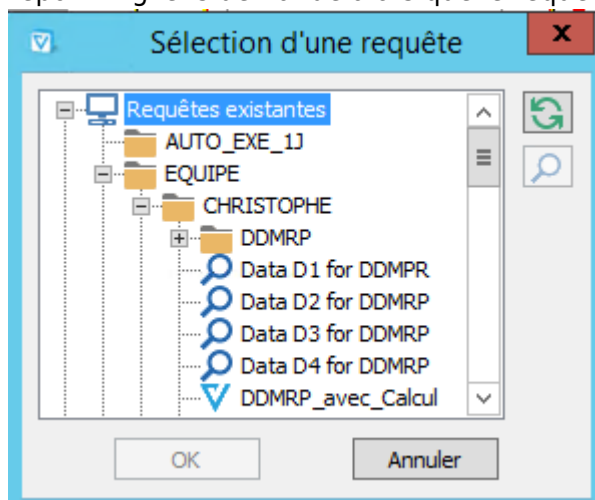 Sélection d'une requête
x
Requêtes existantes
AUTO_EXE_1J
EQUIPE
CHRISTOPHE
DDMRP
Data D1 for DDMPR
Data D2 for DDMRP
Data D3 for DDMRP
Data D4 for DDMRP
DDMRP_avec_Calcul
OK
Annuler